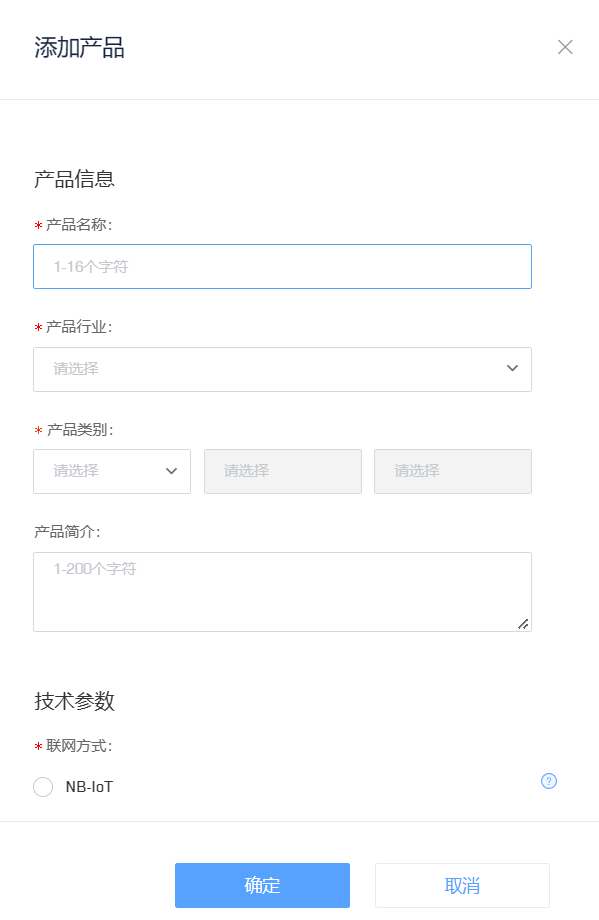 添加产品
产品信息
* 产品名称：
1-16个字符
* 产品行业：
请选择
* 产品类别：
请选择 请选择 请选择
产品简介：
1-200个字符
技术参数
* 联网方式：
NB-IoT ?
确定 取消